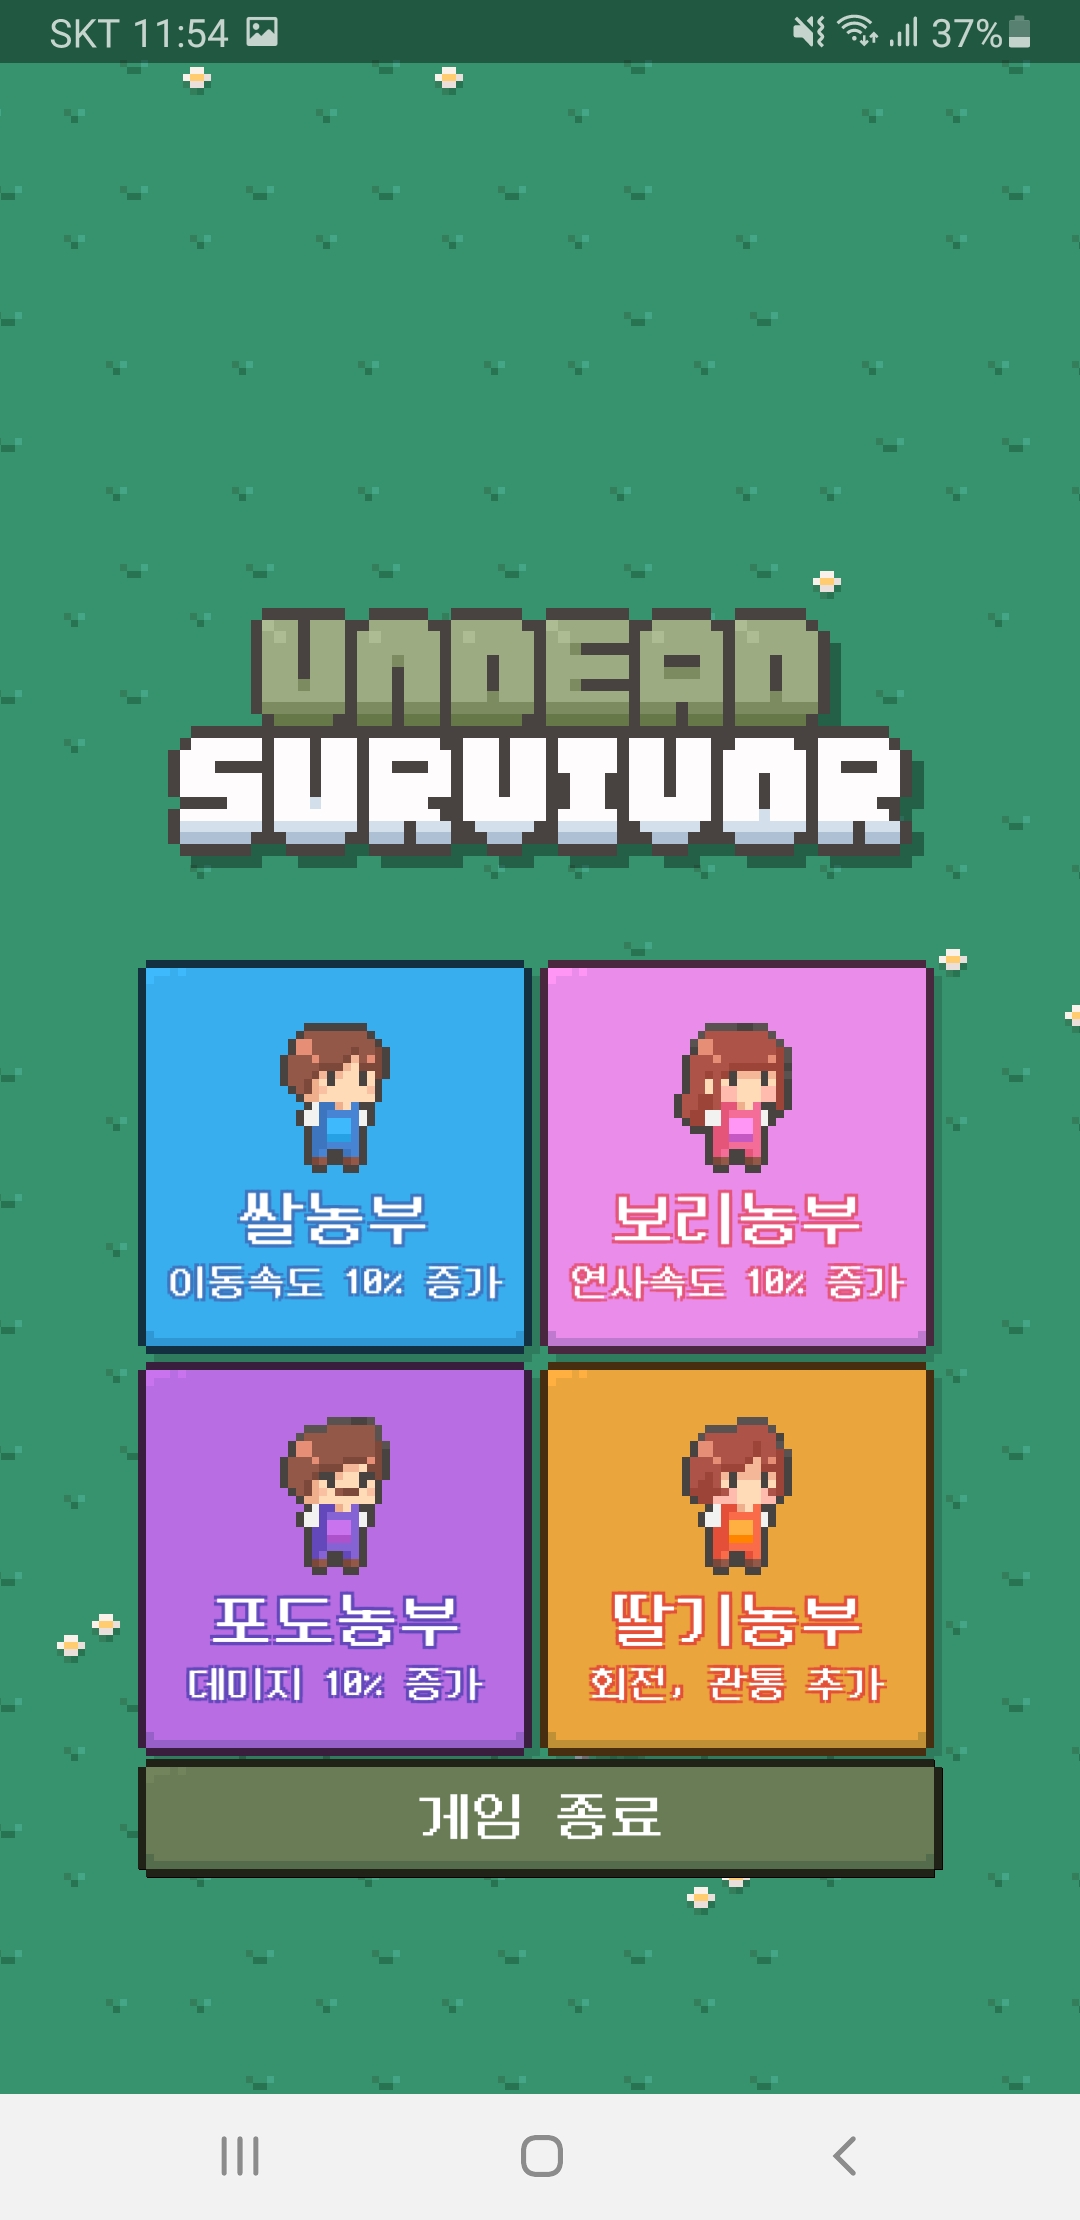 SKT 11:54
37%
UNDEAD
SURVIVOR
쌀농부
이동속도 10% 증가
보리농부
연사속도 10% 증가
포도농부
데미지 10% 증가
딸기농부
회전, 관통 추가
게임 종료